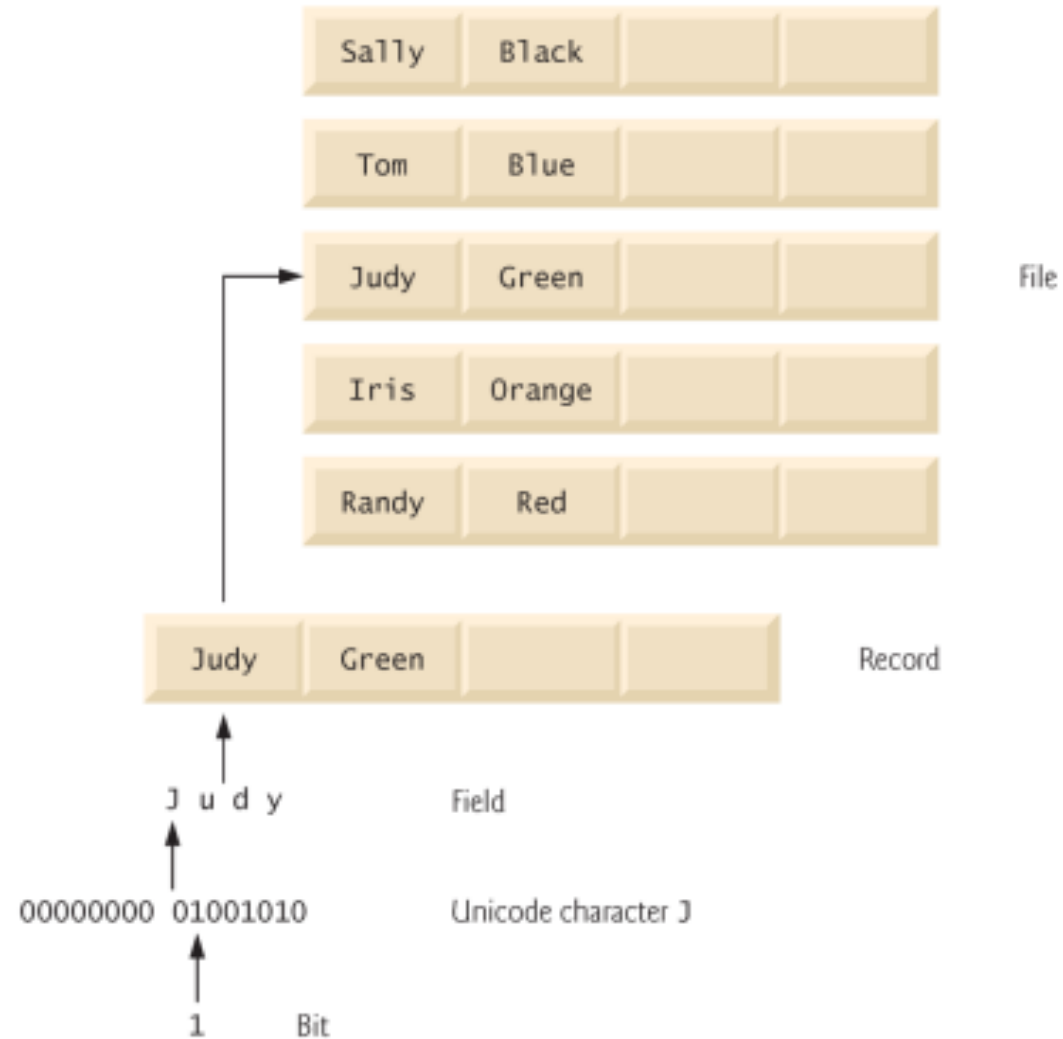 Sally Black
Tom Blue
Judy Green File
Iris Orange
Randy Red
Judy Green Record
J u d y Field
00000000 01001010 Unicode character J
1 Bit